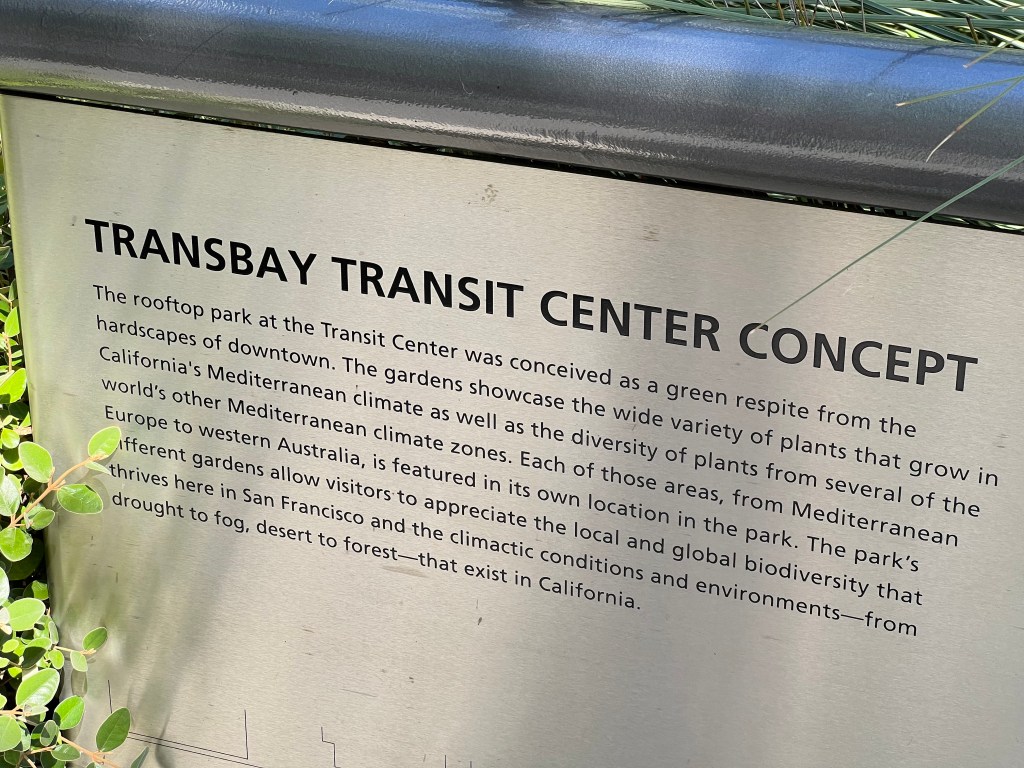 TRANSBAY TRANSIT CENTER CONCEPT
The rooftop park at the Transit Center was conceived as a green respite from the
hardscapes of downtown. The gardens showcase the wide variety of plants that grow in
California's Mediterranean climate as well as the diversity of plants from several of the
world's other Mediterranean climate zones. Each of those areas, from Mediterranean
Europe to western Australia, is featured in its own location in the park. The park's
different gardens allow visitors to appreciate the local and global biodiversity that
thrives here in San Francisco and the climactic conditions and environments—from
drought to fog, desert to forest—that exist in California.